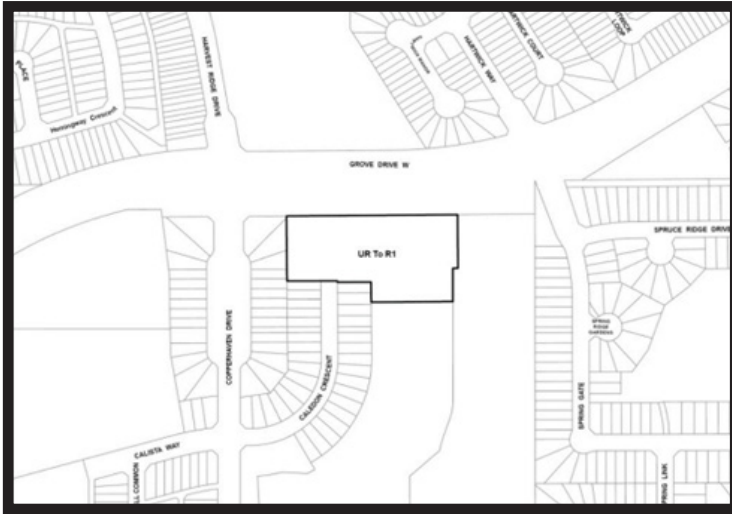 PLACE
Hemingway Crescent
HARVEST RIDGE DRIVE
HARTWICK WAY
HARTWICK COURT
LOOP
GROVE DRIVE W
UR To R1
SPRUCE RIDGE DRIVE
SPRING
RIDGE
GARDENS
COPPERHAVEN DRIVE
CALEDON CRESCENT
SPRING GATE
CALISTA WAY
COMMON
SPRING LINK